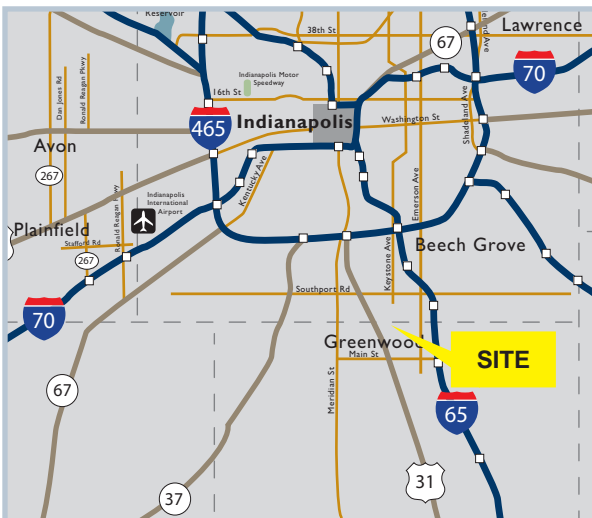 Reservoir
38th St
Lawrence
67
70
Dan Jones Rd
Ronald Reagan Pkwy
Indianapolis Motor
Speedway
16th St
465
Indianapolis
Washington St
Shadeland Ave
Avon
267
Kentucky Ave
Emerson Ave
Keystone Ave
Indianapolis
International
Airport
Ronald Reagan Pkwy
Plainfield
Stafford Rd
267
Beech Grove
Southport Rd
70
Greenwood
Main St
SITE
Meridian St
67
65
31
37